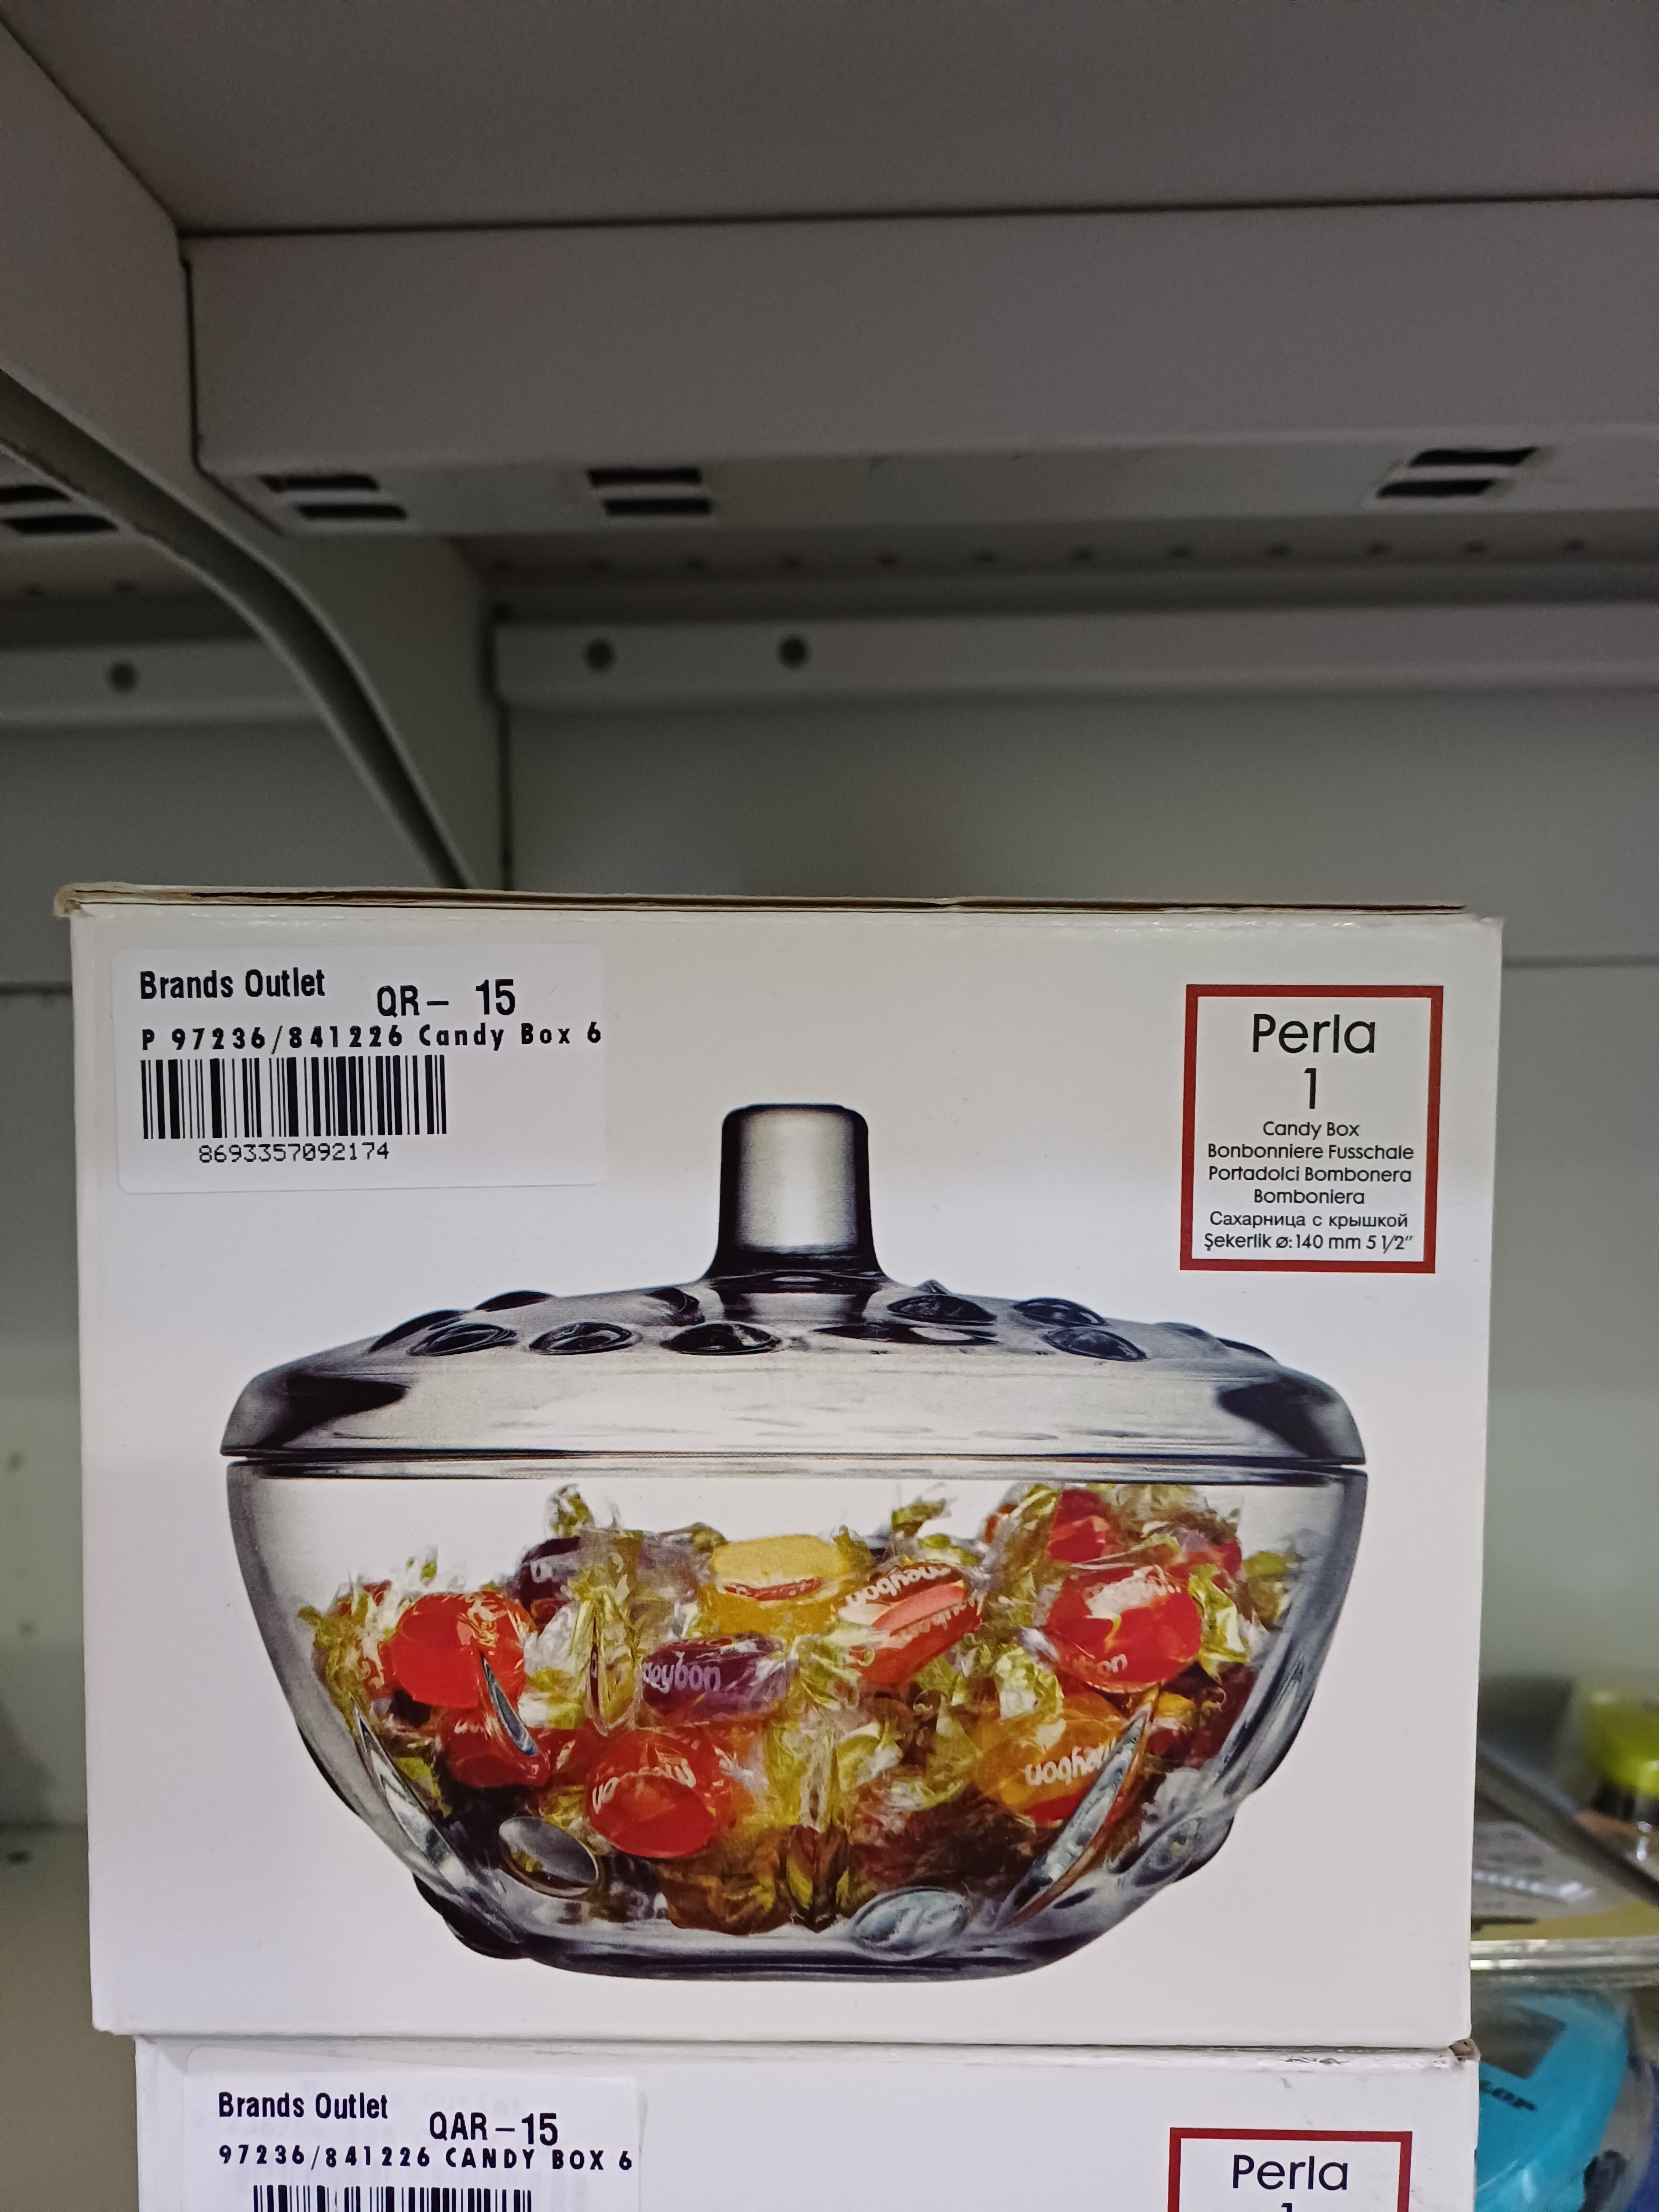 Brands Outlet
QR- 15
P 97236/841226 Candy Box 6
8693357092174
Perla
1
Candy Box
Bonbonniere Fusschale
Portadolci Bombonera
Bomboniera
Сахарница с крышкой
Şekerlik ø:140 mm 5 1/2"
eybon
Brands Outlet
QAR-15
97236/841226 CANDY BOX 6
Perla